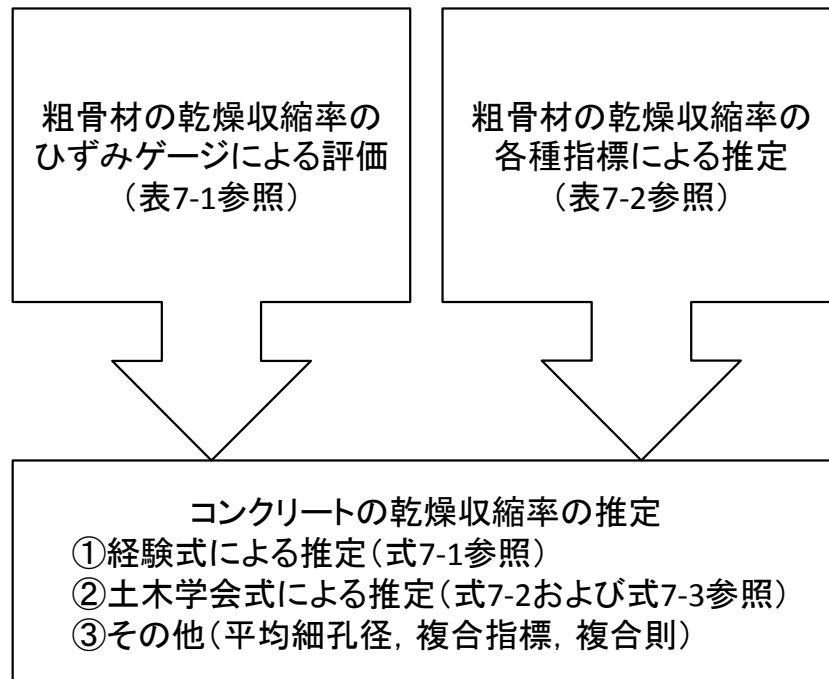 粗骨材の乾燥収縮率の
ひずみゲージによる評価
（表7-1参照）
粗骨材の乾燥収縮率の
各種指標による推定
（表7-2参照）
コンクリートの乾燥収縮率の推定
①経験式による推定（式7-1参照）
②土木学会式による推定（式7-2および式7-3参照）
③その他（平均細孔径，複合指標，複合則）